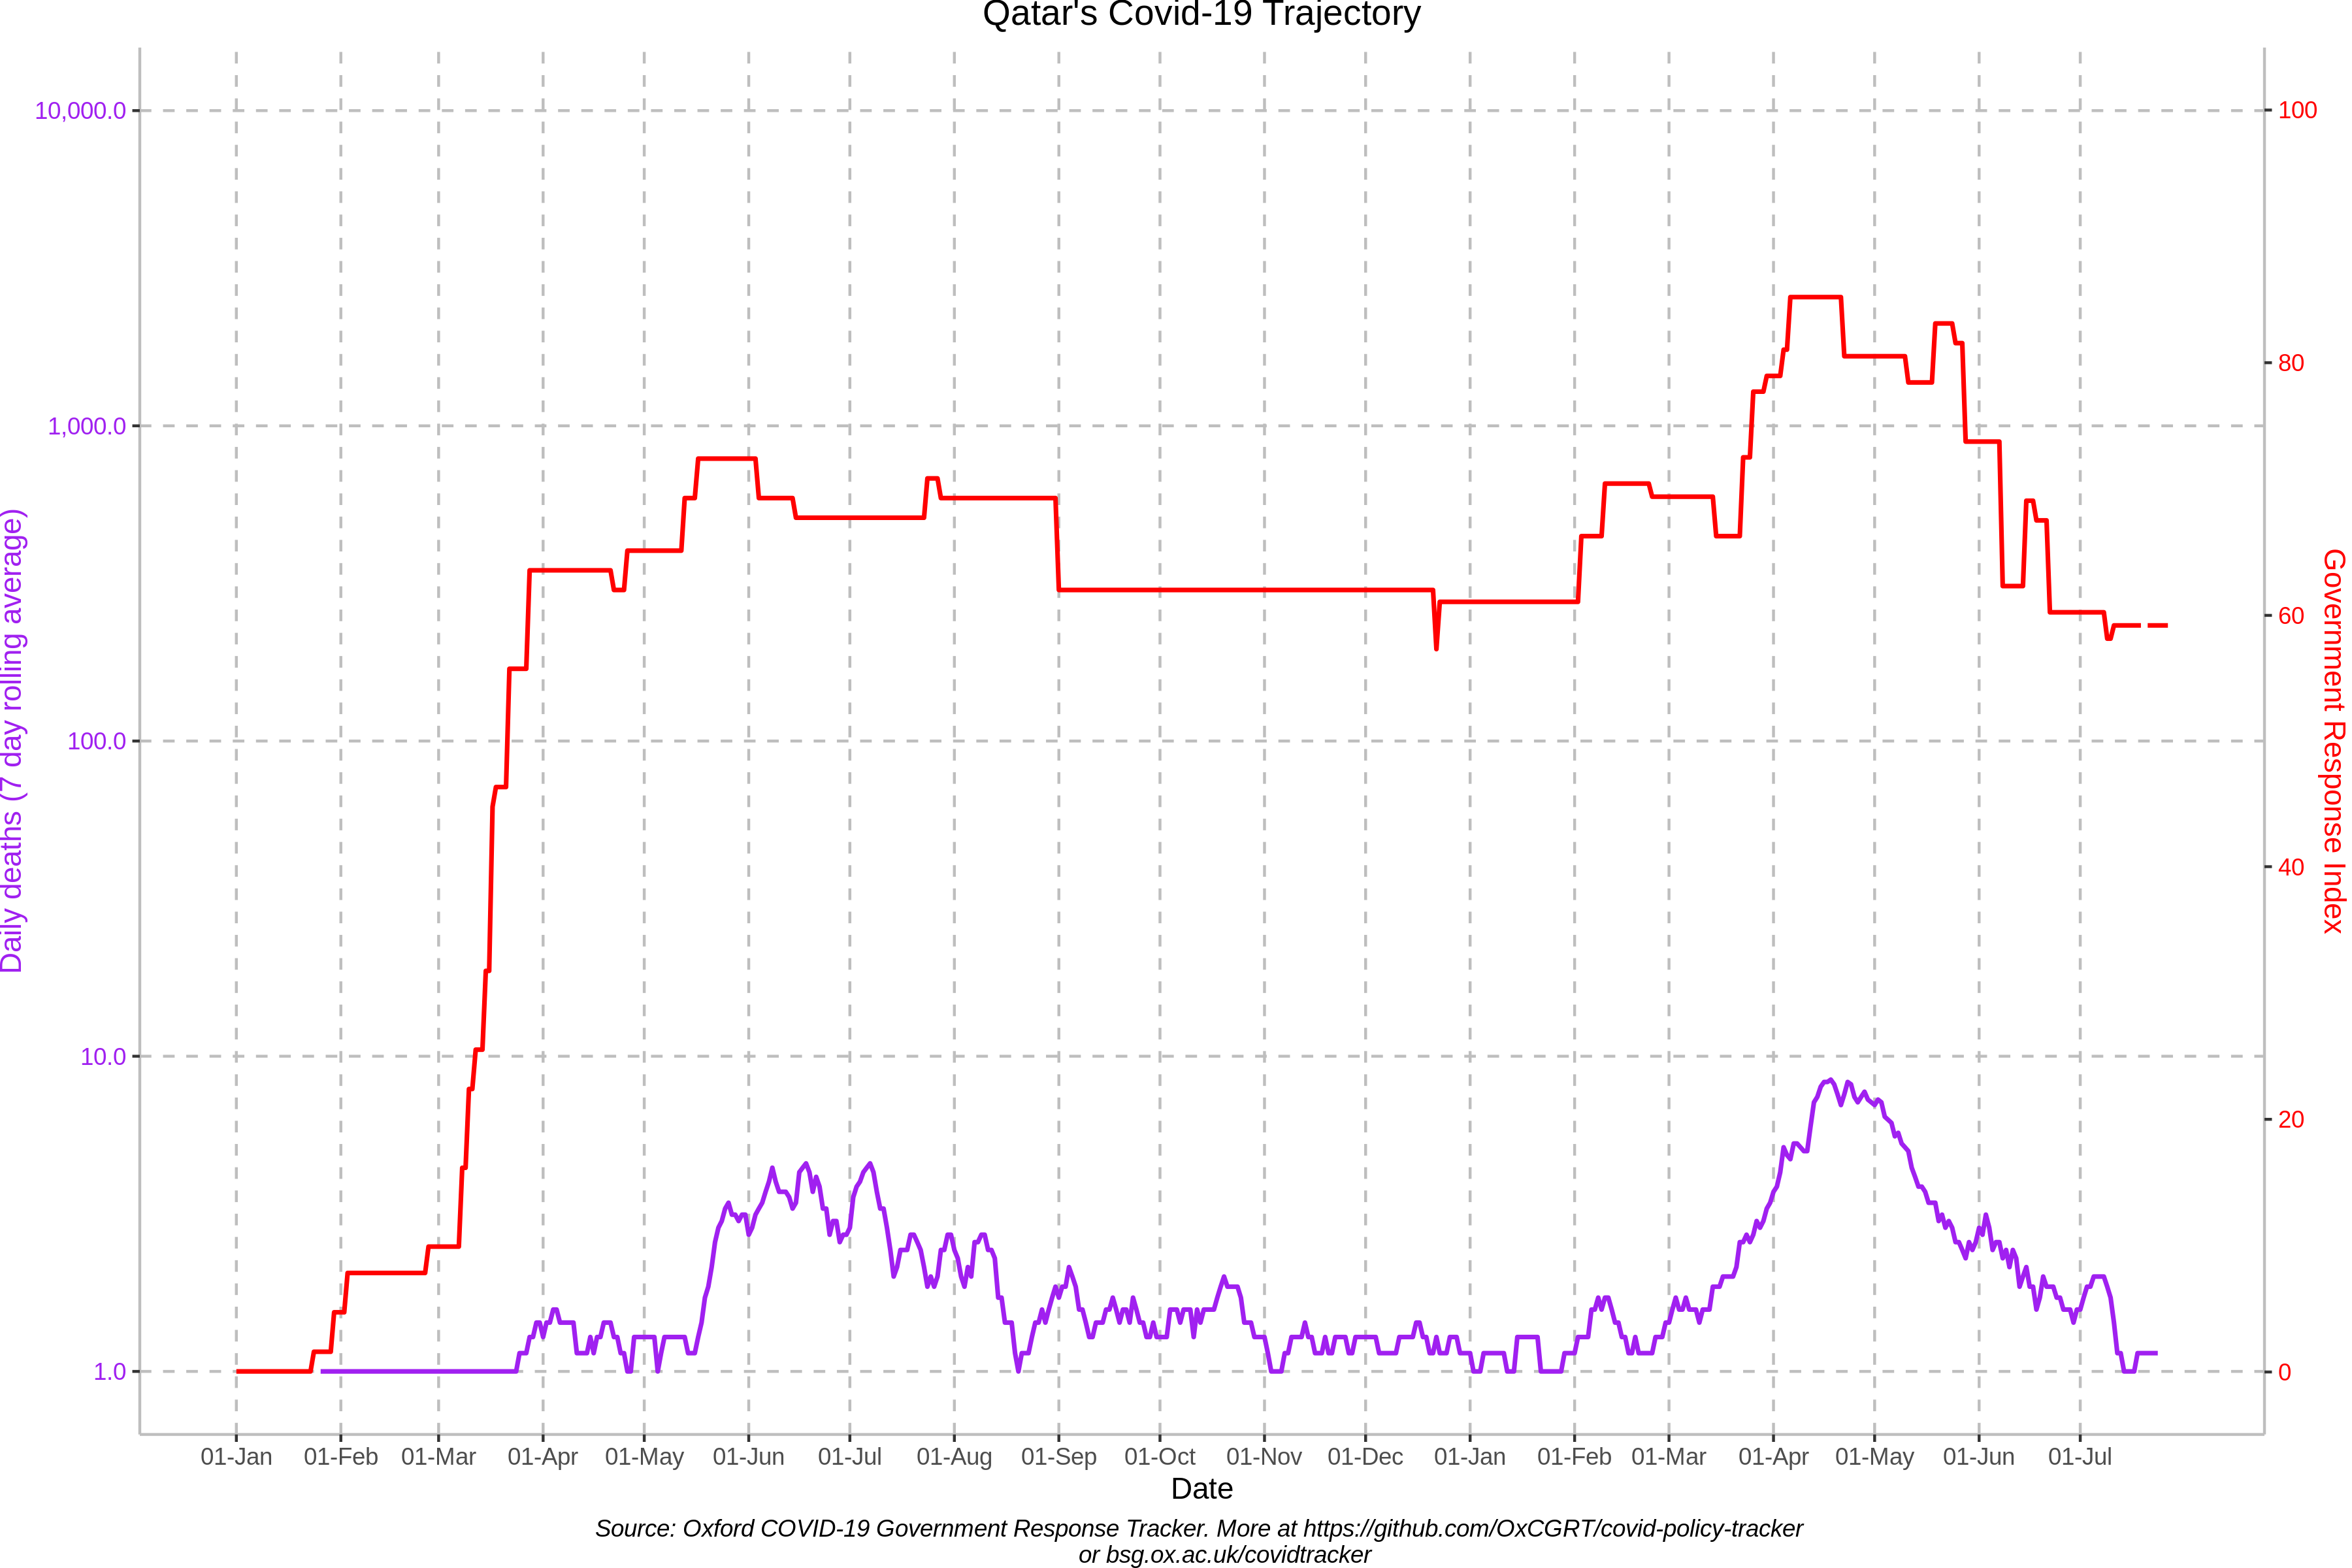 Qatar's Covid-19 Trajectory
10,000.0
1,000.0
100.0
10.0
1.0
Daily deaths (7 day rolling average)
100
80
60
40
20
0
Government Response Index
01-Jan 01-Feb 01-Mar 01-Apr 01-May 01-Jun 01-Jul 01-Aug 01-Sep 01-Oct 01-Nov 01-Dec 01-Jan 01-Feb 01-Mar 01-Apr 01-May 01-Jun 01-Jul
Date
Source: Oxford COVID-19 Government Response Tracker. More at https://github.com/OxCGRT/covid-policy-tracker
or bsg.ox.ac.uk/covidtracker